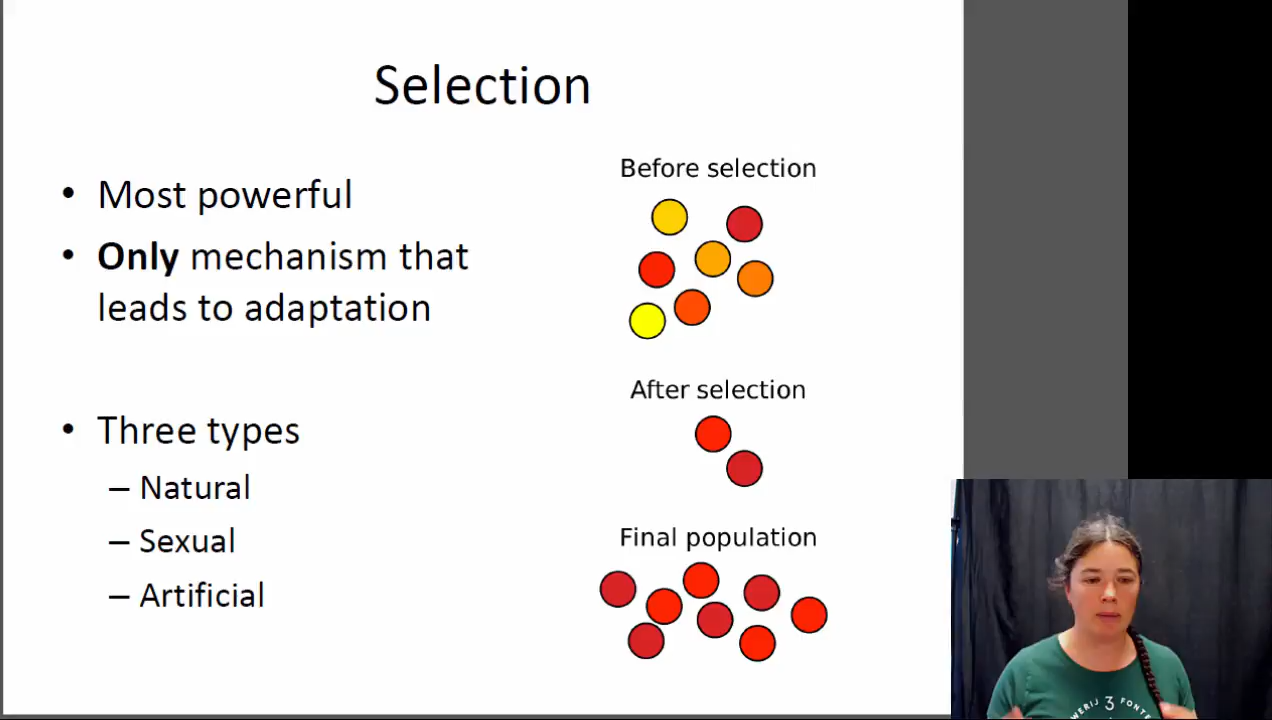 Selection
• Most powerful
• Only mechanism that
leads to adaptation
• Three types
– Natural
– Sexual
– Artificial
Before selection
After selection
Final population
3